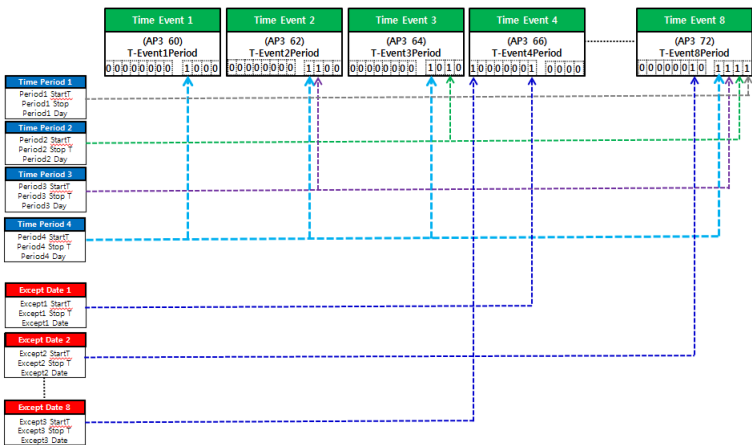 Time Event 1
Time Event 2
Time Event 3
Time Event 4
Time Event 8
(AP3 60)
T-Event1Period
00000000 1000
(AP3 62)
T-Event2Period
00000000 1100
(AP3 64)
T-Event3Period
00000000 1010
(AP3 66)
T-Event4Period
10000001 0000
(AP3 72)
T-Event8Period
00000010 1111
Time Period 1
Period1 StartT
Period1 Stop
Period1 Day
Time Period 2
Period2 StartT
Period2 Stop T
Period2 Day
Time Period 3
Period3 StartT
Period3 Stop T
Period3 Day
Time Period 4
Period4 StartT
Period4 Stop T
Period4 Day
Except Date 1
Except1 StartT
Except1 Stop T
Except1 Date
Except Date 2
Except2 StartT
Except2 Stop T
Except2 Date
Except Date 8
Except3 StartT
Except3 Stop T
Except3 Date